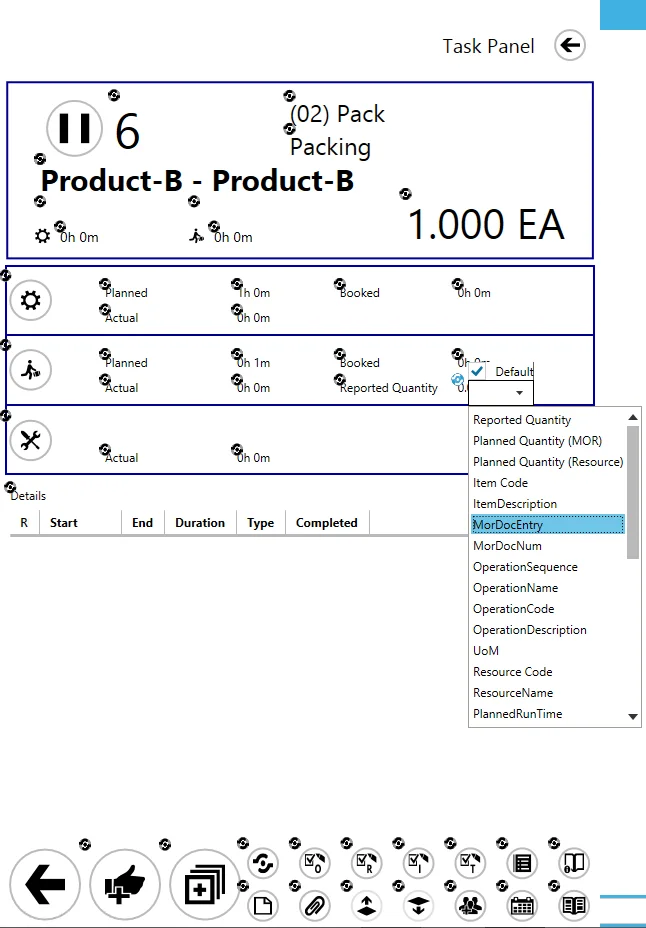 Task Panel
6
(02) Pack
Packing
Product-B - Product-B
1.000 EA
0h 0m
0h 0m
Planned 1h 0m Booked 0h 0m
Actual 0h 0m
Planned 0h 1m Booked 0h 0m
Default
Actual 0h 0m Reported Quantity
Actual 0h 0m
Reported Quantity
Planned Quantity (MOR)
Planned Quantity (Resource)
Item Code
ItemDescription
MorDocEntry
MorDocNum
OperationSequence
OperationName
OperationCode
OperationDescription
UoM
Resource Code
ResourceName
PlannedRunTime
Details
R Start End Duration Type Completed
O
R
I
T